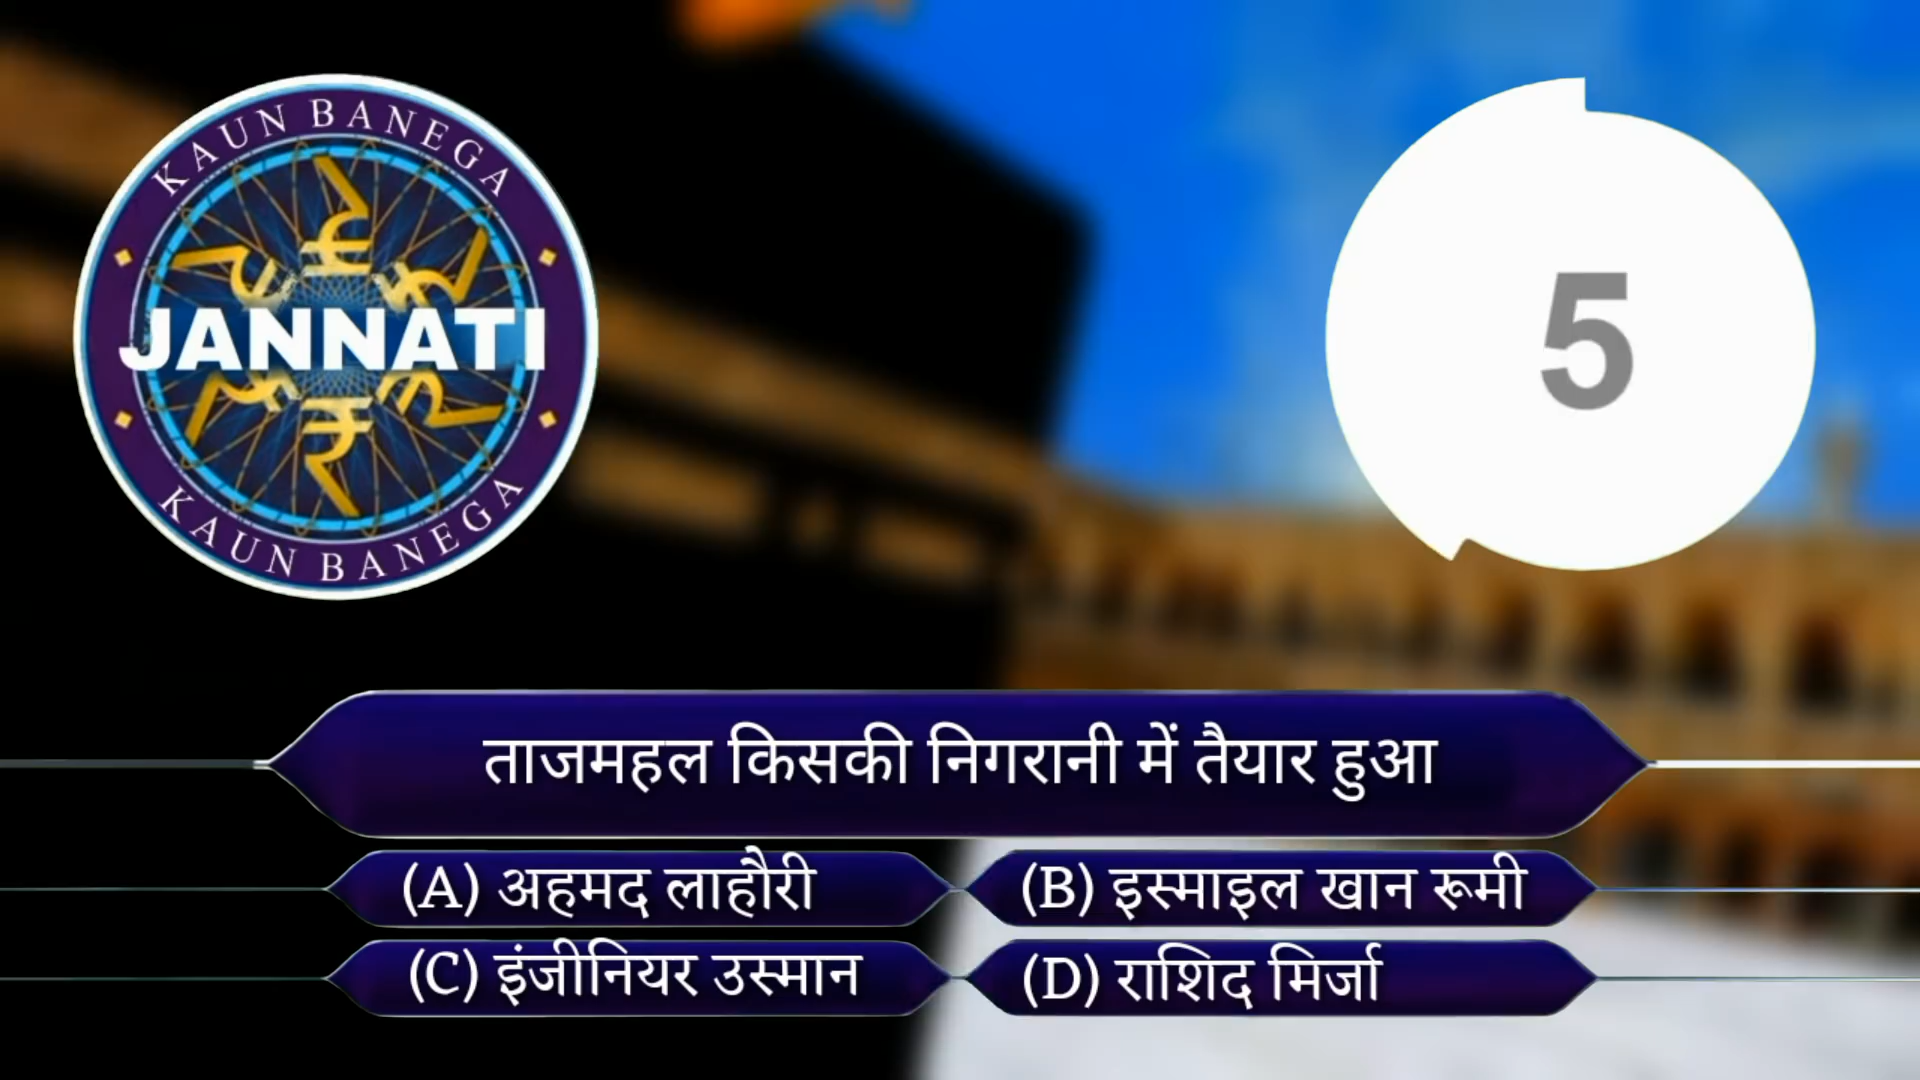 KAUN BANEGA
JANNATI
KAUN BANEGA
5
ताजमहल किसकी निगरानी में तैयार हुआ
(A) अहमद लाहौरी
(B) इस्माइल खान रूमी
(C) इंजीनियर उस्मान
(D) राशिद मिर्जा